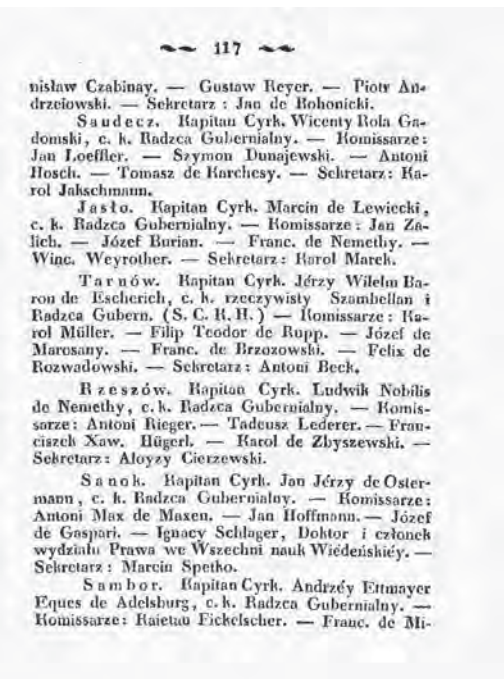 117
nisław Czabinay. — Gustaw Reyer. — Piotr An-
drzeiowski. — Sekretarz : Jan de Bohonicki.
Sandecz. Kapitan Cyrk. Wicenty Rola Ga-
domski, c. k. Radzca Gubernialny. — Komissarze:
Jan Loeffler. — Szymon Dunajewski. — Antoni
Hosch. — Tomasz de Karchesy. — Sekretarz: Ka-
rol Jakschmann.
Jasło. Kapitan Cyrk. Marcin de Lewiecki,
c. k. Radzca Gubernialny. — Komissarze : Jan Za-
lich. — Józef Burian. — Franc. de Nemethy. —
Winc. Weyrother. — Sekretarz: Karol Marek.
Tarnów. Kapitan Cyrk. Jérzy Wilelm Ba-
ron de Escherich, c. k. rzeczywisty Szambellan i
Radzca Gubern. (S. C. K. H.) — Komissarze : Ka-
rol Müller. — Filip Teodor de Rupp. — Józef de
Marosany. — Franc. de Brzozowski. — Felix de
Rozwadowski. — Sekretarz : Antoni Beck.
Rzeszów. Kapitan Cyrk. Ludwik Nobilis
de Nemethy, c. k. Radzca Gubernialny. — Komis-
sarze : Antoni Rieger. — Tadeusz Lederer. — Fran-
ciszek Xaw. Hügerl. — Karol de Zbyszewski. —
Sekretarz : Aloyzy Cierzewski.
Sanok. Kapitan Cyrk. Jan Jérzy de Oster-
mann, c. k. Radzca Gubernialny. — Komissarze :
Antoni Max de Maxen. — Jan Hoffmann. — Józef
de Gaspari. — Ignacy Schlager, Doktor i członek
wydziału Prawa we Wszechni nauk Wiédeńskiéy. —
Sekretarz : Marcin Spetko.
Sambor. Kapitan Cyrk. Andrzéy Ettmayer
Eques de Adelsburg, c. k. Radzca Gubernialny. —
Komissarze: Kaietan Fickelscher. — Franc. de Mi-